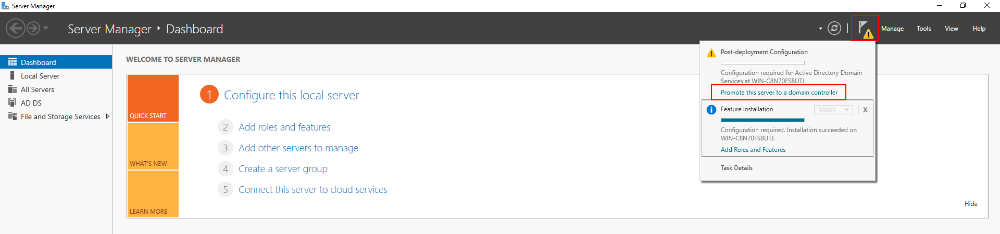 Server Manager
Server Manager ‣ Dashboard
Manage Tools View Help
Dashboard
Local Server
All Servers
AD DS
File and Storage Services
WELCOME TO SERVER MANAGER
QUICK START
WHAT'S NEW
LEARN MORE
1 Configure this local server
2 Add roles and features
3 Add other servers to manage
4 Create a server group
5 Connect this server to cloud services
Hide
Post-deployment Configuration
Configuration required for Active Directory Domain
Services at WIN-C8N70FSBUTJ
Promote this server to a domain controller
Feature installation
TASKS
X
Configuration required. Installation succeeded on
WIN-C8N70FSBUTJ.
Add Roles and Features
Task Details